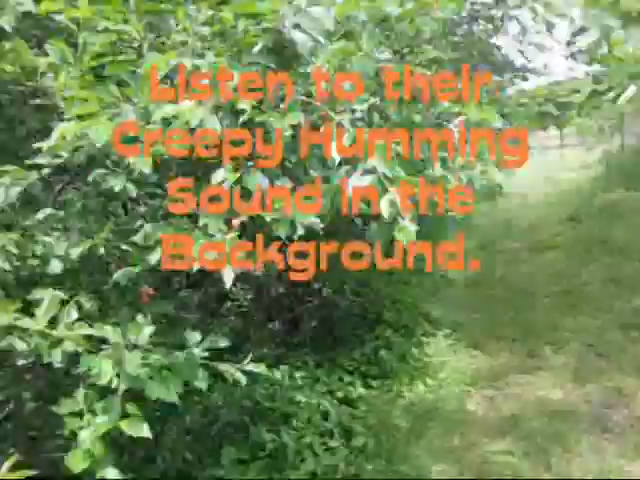 Listen to their
Creepy Humming
Sound in the
Background.